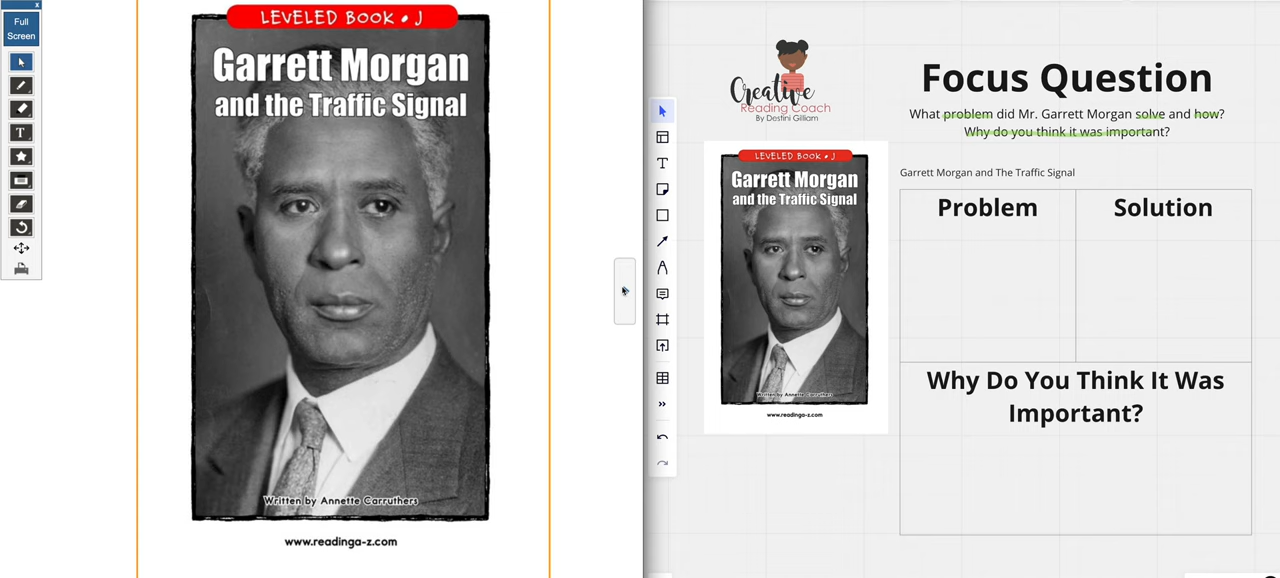 x
Full
Screen
T
LEVELED BOOK • J
Garrett Morgan
and the Traffic Signal
Written by Annette Carruthers
www.readinga-z.com
Creative
Reading Coach
By Destini Gilliam
T
LEVELED BOOK • J
Garrett Morgan
and the Traffic Signal
Written by Annette Carruthers
www.readinga-z.com
Focus Question
What problem did Mr. Garrett Morgan solve and how?
Why do you think it was important?
Garrett Morgan and The Traffic Signal
Problem
Solution
Why Do You Think It Was
Important?